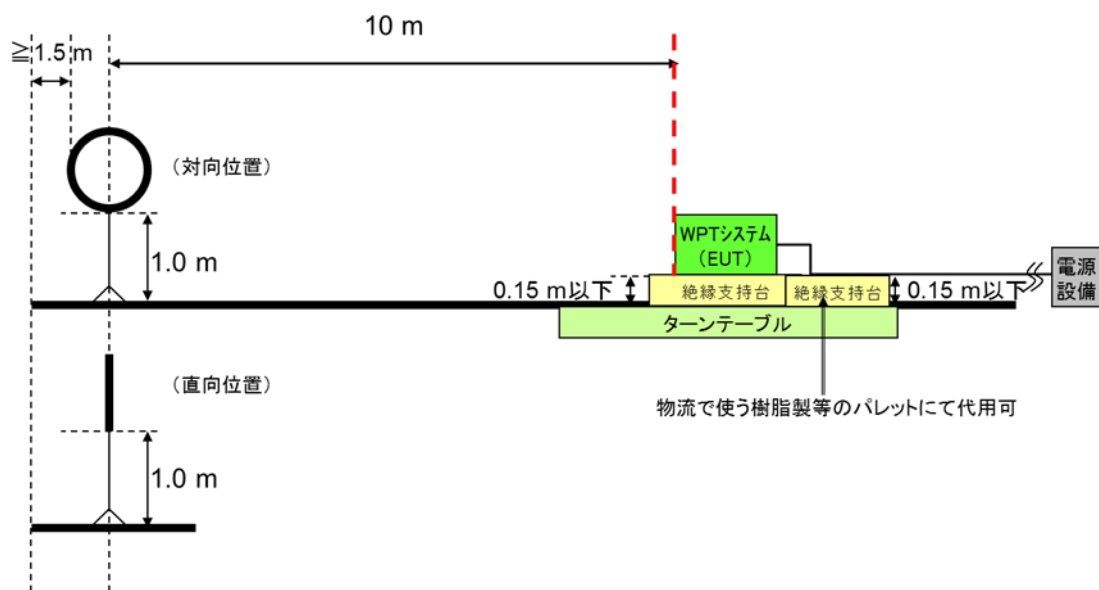 10 m
≧1.5 m
（対向位置）
1.0 m
WPTシステム
（EUT）
電源
設備
0.15 m以下
絶縁支持台
絶縁支持台
0.15 m以下
ターンテーブル
（直向位置）
物流で使う樹脂製等のパレットにて代用可
1.0 m